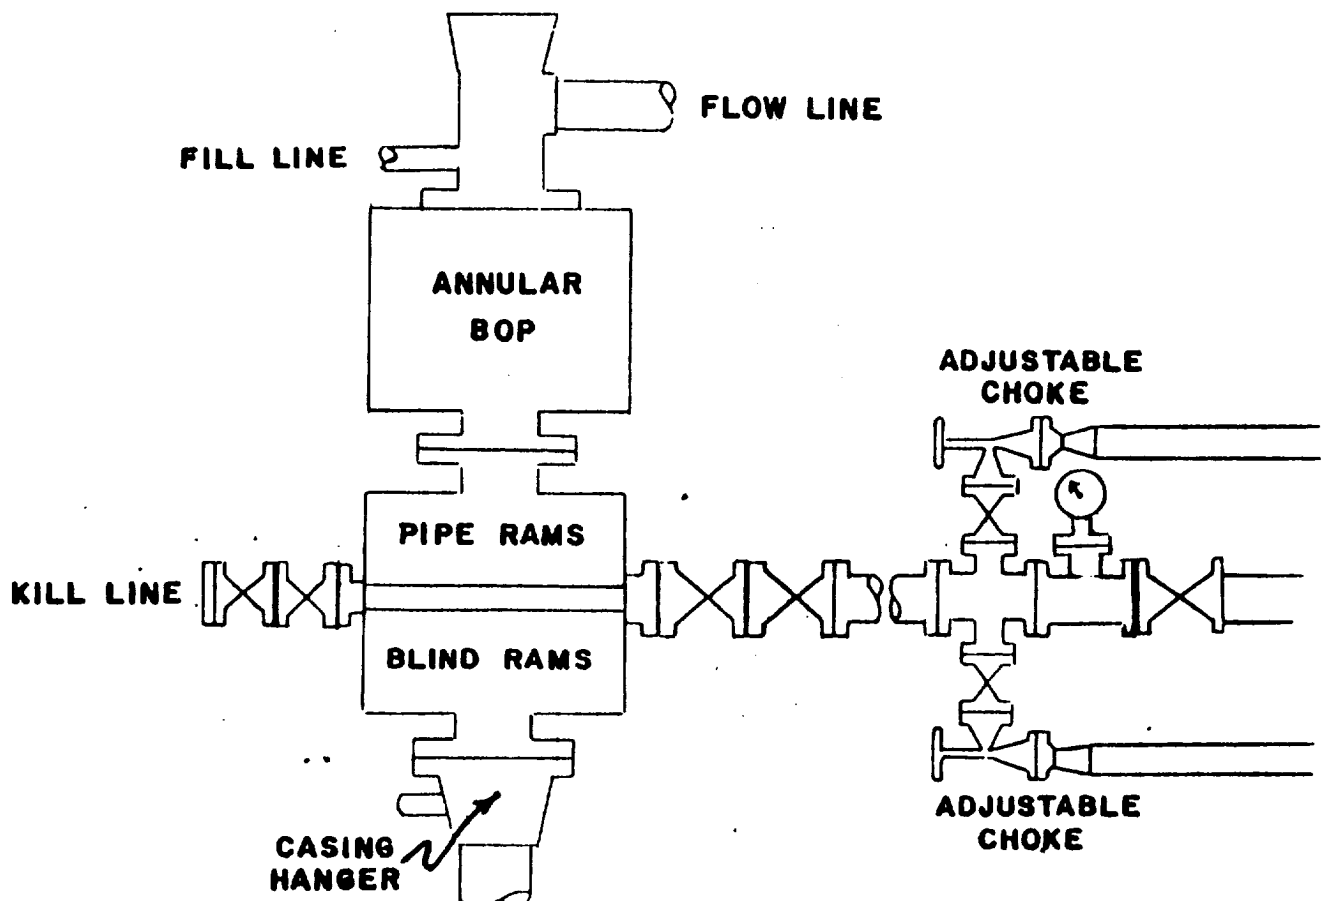 FLOW LINE
FILL LINE
ANNULAR
BOP
ADJUSTABLE
CHOKE
PIPE RAMS
KILL LINE
BLIND RAMS
ADJUSTABLE
CHOKE
CASING
HANGER